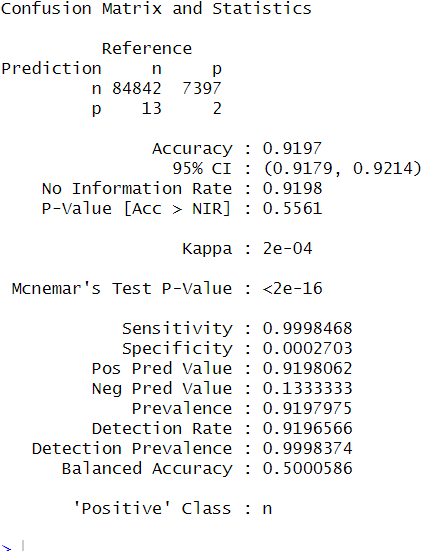 Confusion Matrix and Statistics
Reference
Prediction n p
n 84842 7397
p 13 2
Accuracy : 0.9197
95% CI : (0.9179, 0.9214)
No Information Rate : 0.9198
P-Value [Acc > NIR] : 0.5561
Kappa : 2e-04
Mcnemar's Test P-Value : <2e-16
Sensitivity : 0.9998468
Specificity : 0.0002703
Pos Pred Value : 0.9198062
Neg Pred Value : 0.1333333
Prevalence : 0.9197975
Detection Rate : 0.9196566
Detection Prevalence : 0.9998374
Balanced Accuracy : 0.5000586
'Positive' Class : n
>